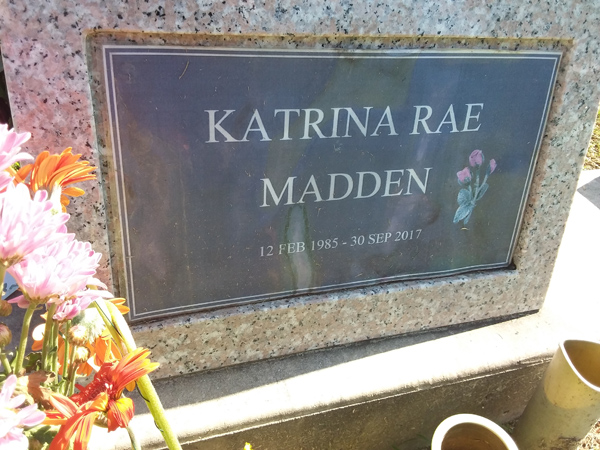 KATRINA RAE
MADDEN
12 FEB 1985 - 30 SEP 2017